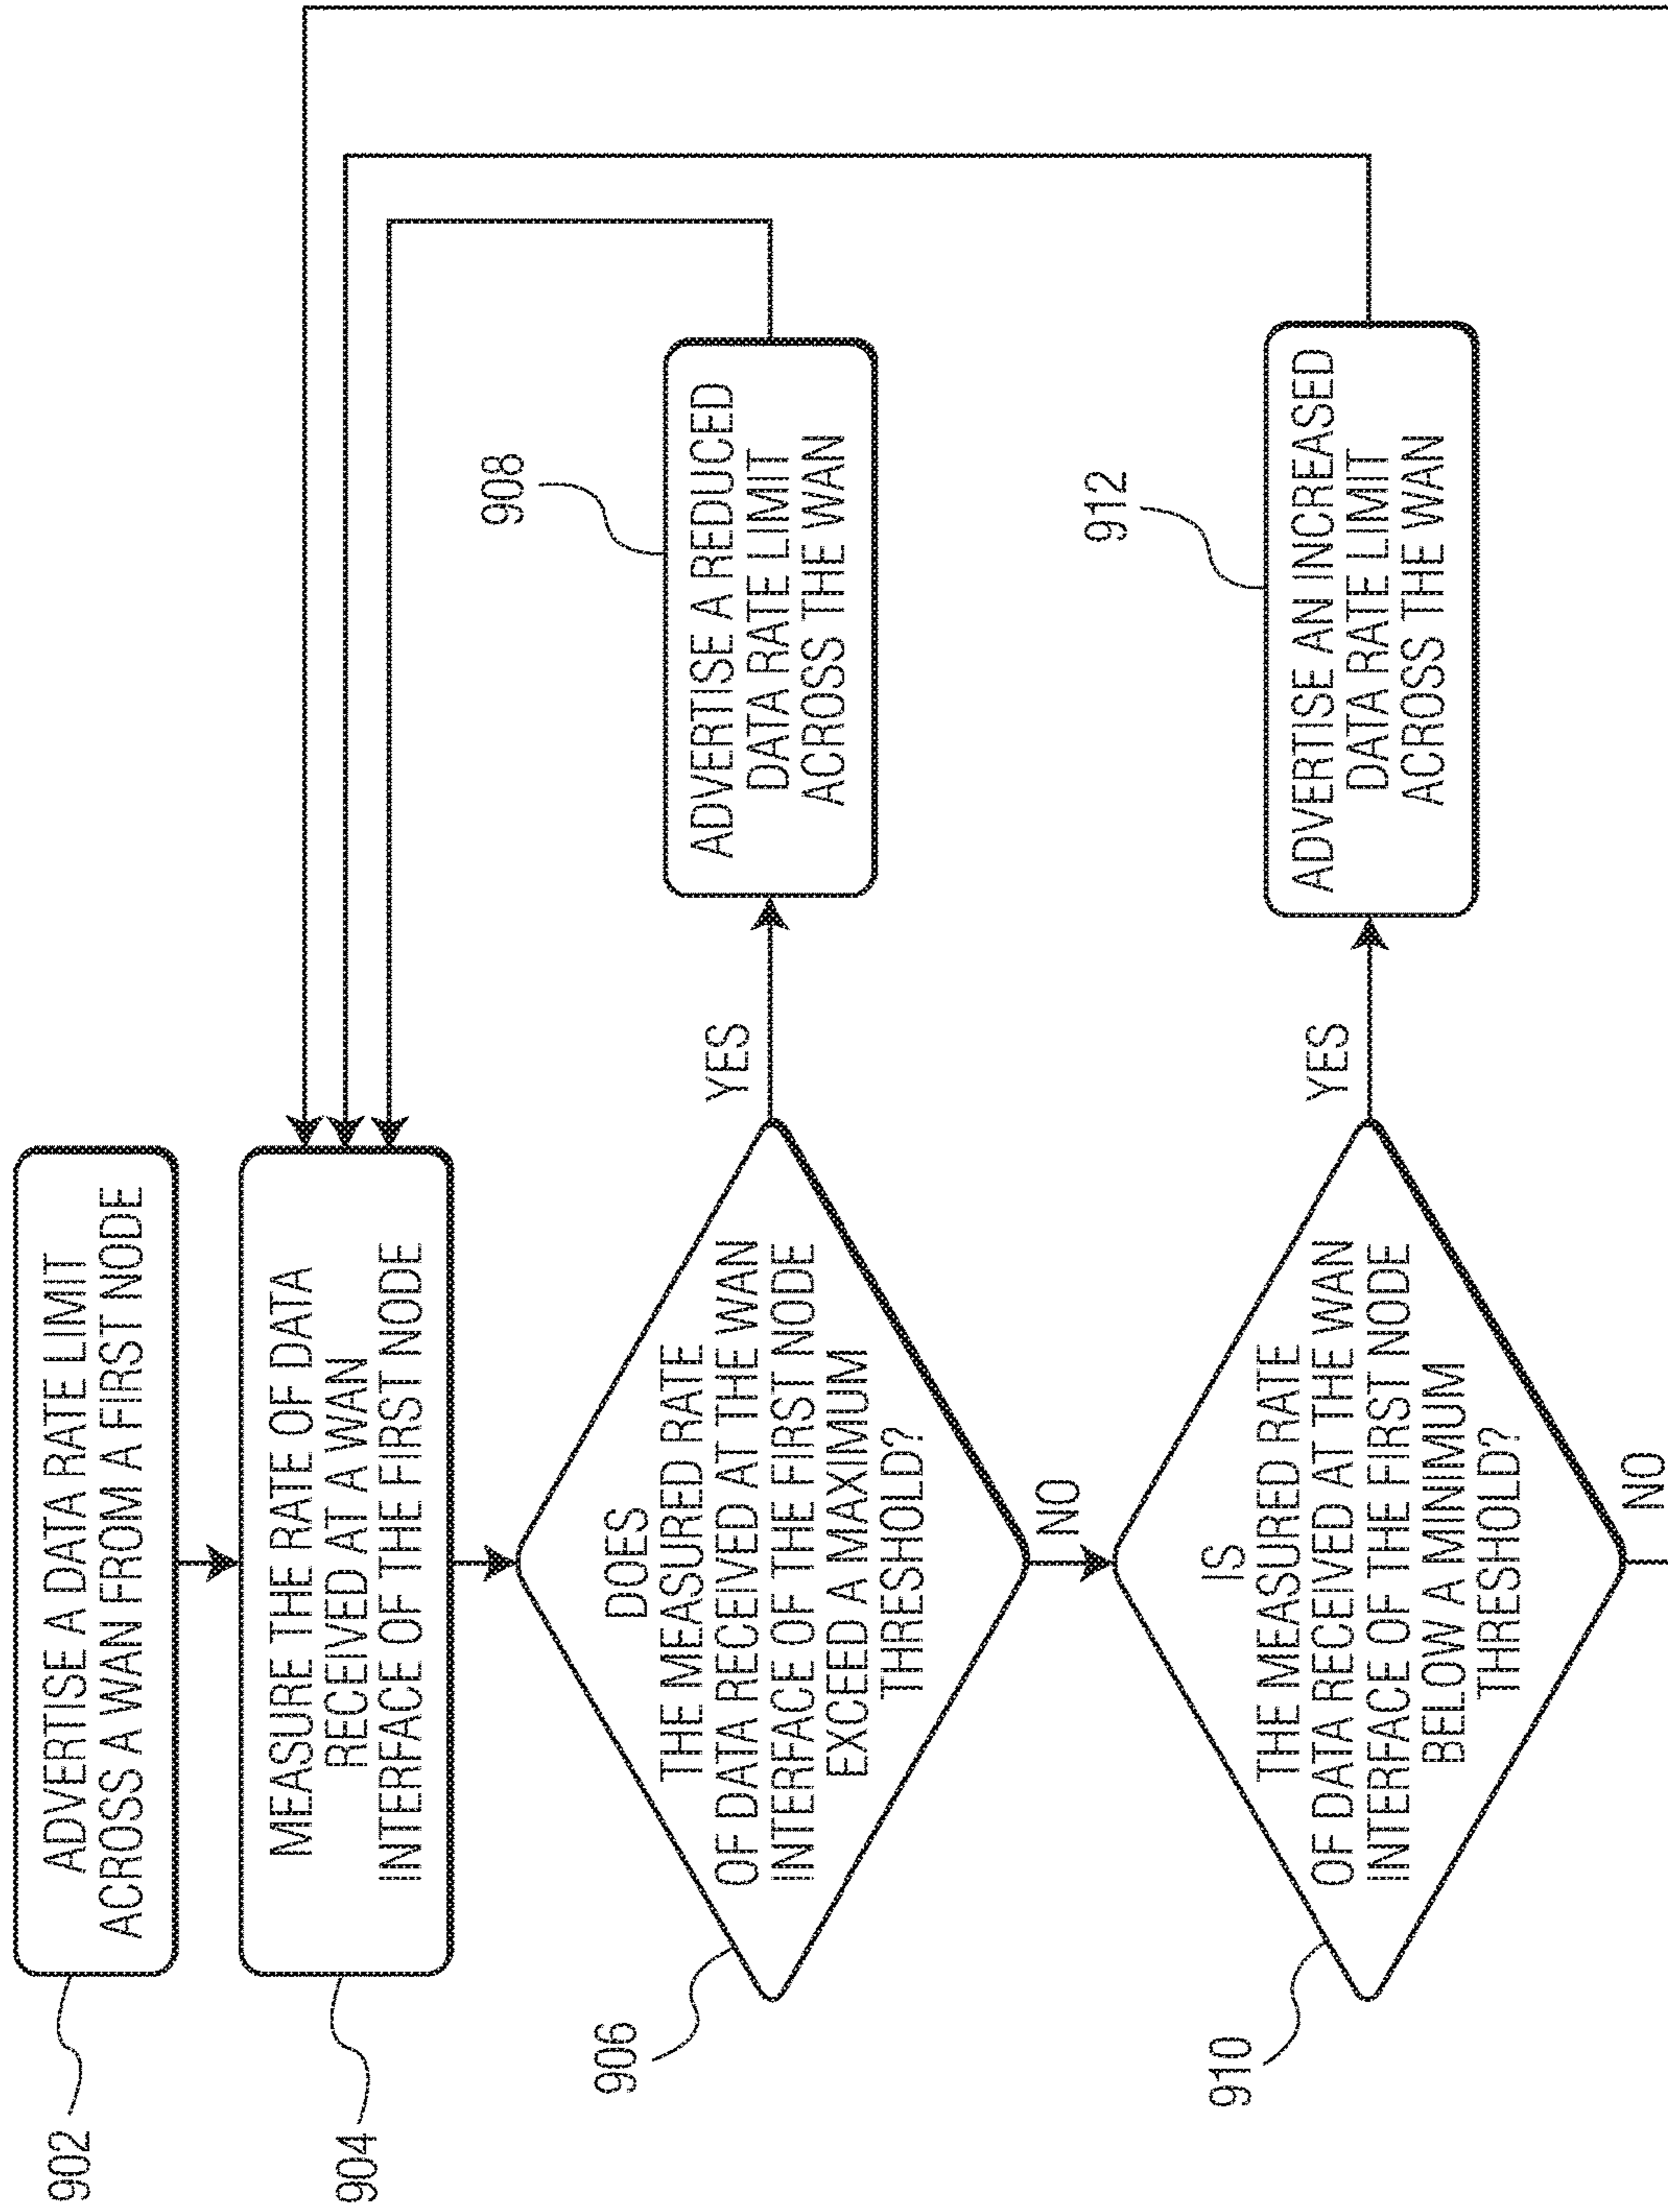 902
ADVERTISE A DATA RATE LIMIT
ACROSS A WAN FROM A FIRST NODE
904
MEASURE THE RATE OF DATA
RECEIVED AT A WAN
INTERFACE OF THE FIRST NODE
906
DOES
THE MEASURED RATE
OF DATA RECEIVED AT THE WAN
INTERFACE OF THE FIRST NODE
EXCEED A MAXIMUM
THRESHOLD?
YES
908
ADVERTISE A REDUCED
DATA RATE LIMIT
ACROSS THE WAN
NO
910
IS
THE MEASURED RATE
OF DATA RECEIVED AT THE WAN
INTERFACE OF THE FIRST NODE
BELOW A MINIMUM
THRESHOLD?
YES
912
ADVERTISE AN INCREASED
DATA RATE LIMIT
ACROSS THE WAN
NO